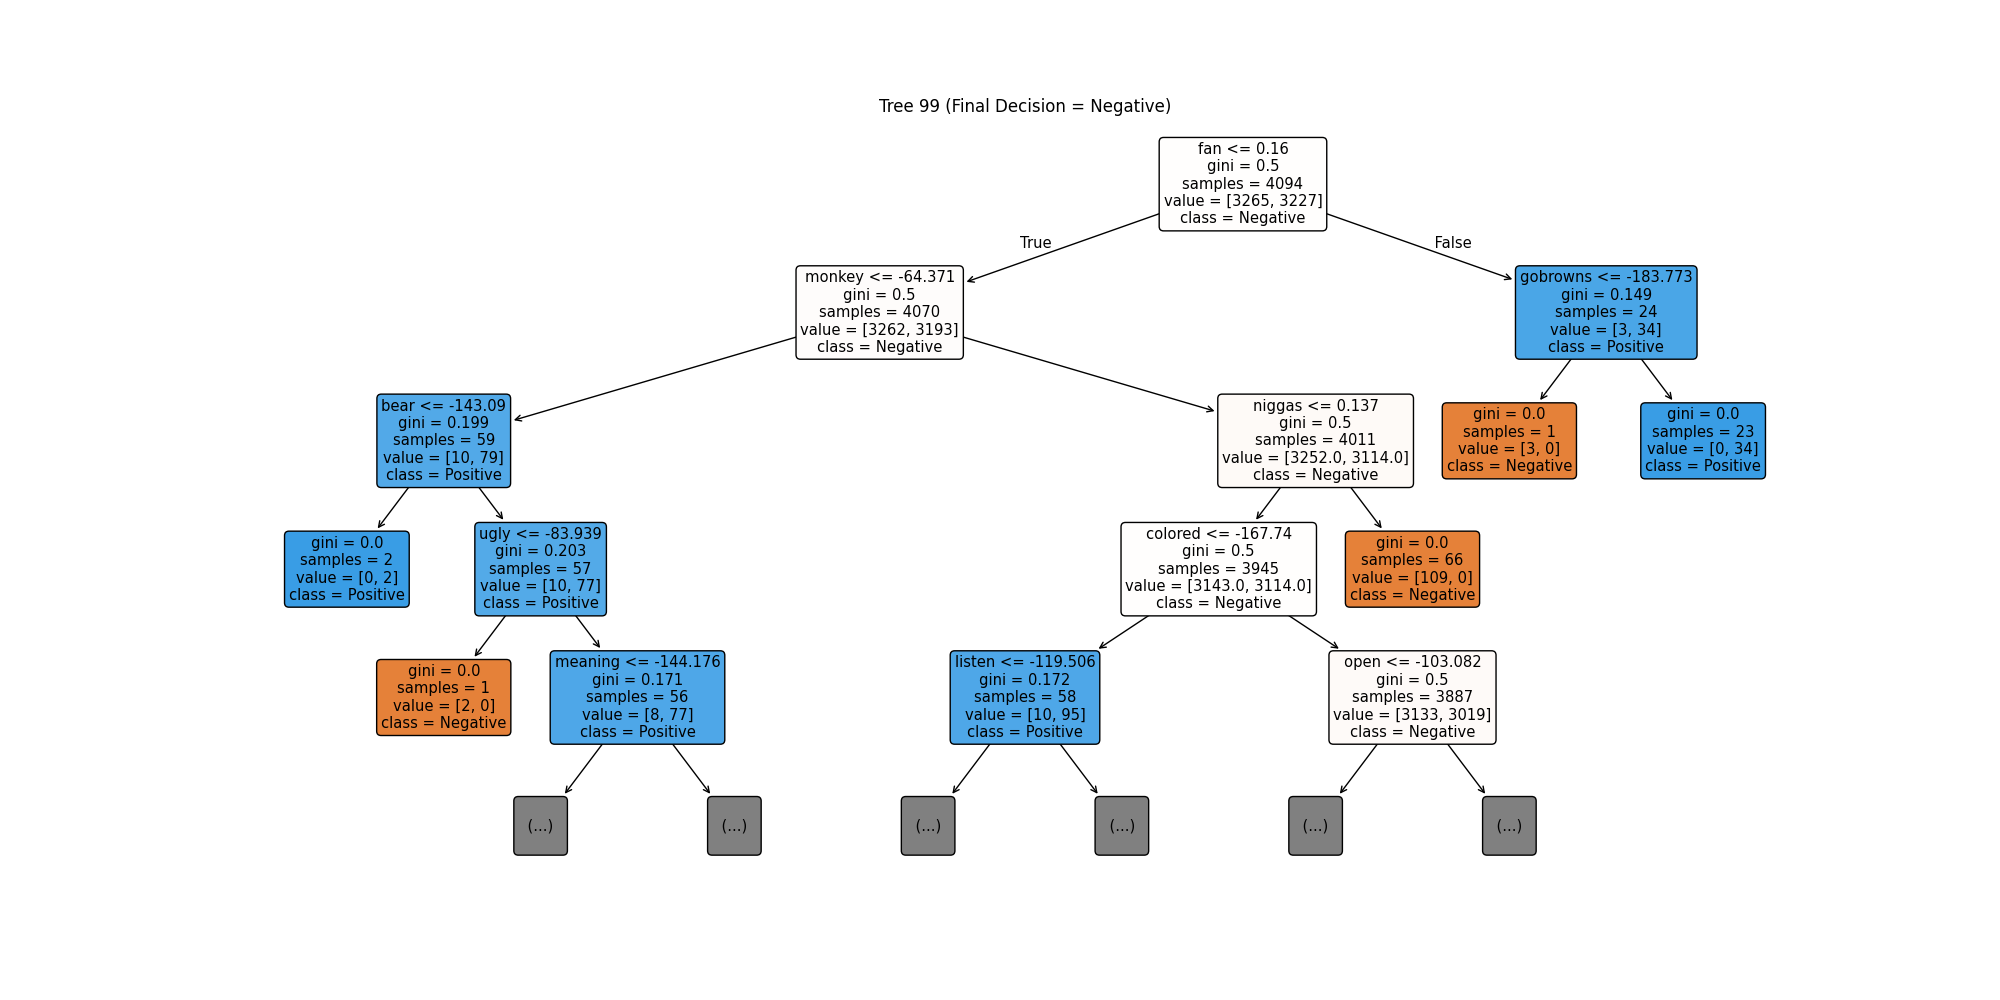 Tree 99 (Final Decision = Negative)
fan <= 0.16
gini = 0.5
samples = 4094
value = [3265, 3227]
class = Negative
True
False
monkey <= -64.371
gini = 0.5
samples = 4070
value = [3262, 3193]
class = Negative
gobrowns <= -183.773
gini = 0.149
samples = 24
value = [3, 34]
class = Positive
bear <= -143.09
gini = 0.199
samples = 59
value = [10, 79]
class = Positive
niggas <= 0.137
gini = 0.5
samples = 4011
value = [3252.0, 3114.0]
class = Negative
gini = 0.0
samples = 1
value = [3, 0]
class = Negative
gini = 0.0
samples = 23
value = [0, 34]
class = Positive
gini = 0.0
samples = 2
value = [0, 2]
class = Positive
ugly <= -83.939
gini = 0.203
samples = 57
value = [10, 77]
class = Positive
colored <= -167.74
gini = 0.5
samples = 3945
value = [3143.0, 3114.0]
class = Negative
gini = 0.0
samples = 66
value = [109, 0]
class = Negative
gini = 0.0
samples = 1
value = [2, 0]
class = Negative
meaning <= -144.176
gini = 0.171
samples = 56
value = [8, 77]
class = Positive
listen <= -119.506
gini = 0.172
samples = 58
value = [10, 95]
class = Positive
open <= -103.082
gini = 0.5
samples = 3887
value = [3133, 3019]
class = Negative
(...)
(...)
(...)
(...)
(...)
(...)